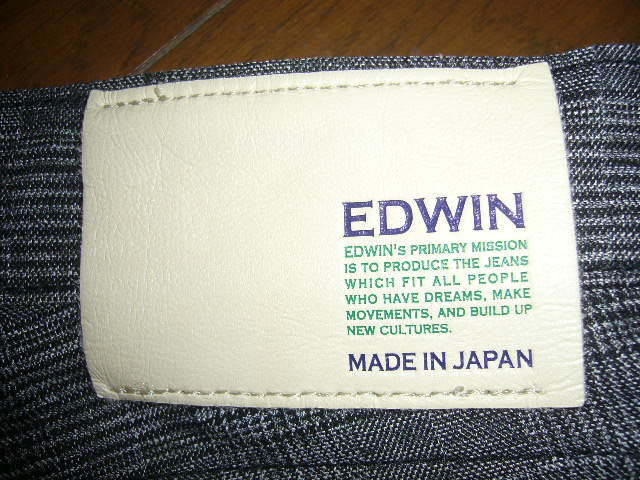 EDWIN
EDWIN'S PRIMARY MISSION
IS TO PRODUCE THE JEANS
WHICH FIT ALL PEOPLE
WHO HAVE DREAMS, MAKE
MOVEMENTS, AND BUILD UP
NEW CULTURES.
MADE IN JAPAN